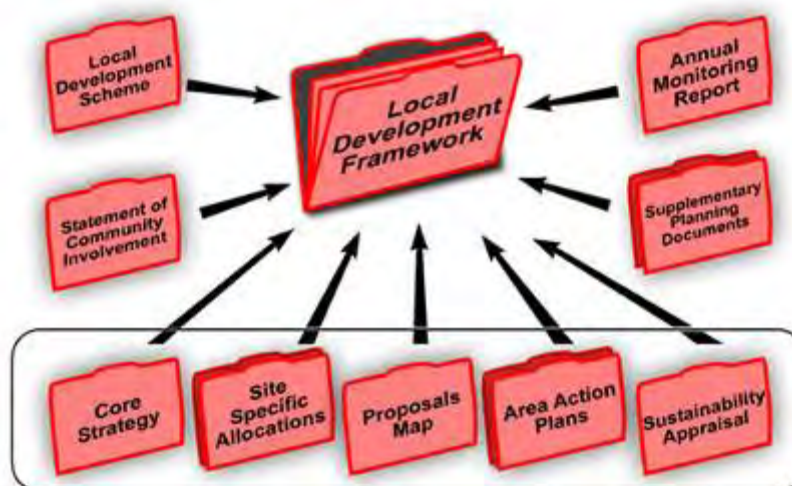 Local
Development
Scheme
Local
Development
Framework
Annual
Monitoring
Report
Statement of
Community
Involvement
Supplementary
Planning
Documents
Core
Strategy
Site
Specific
Allocations
Proposals
Map
Area Action
Plans
Sustainability
Appraisal